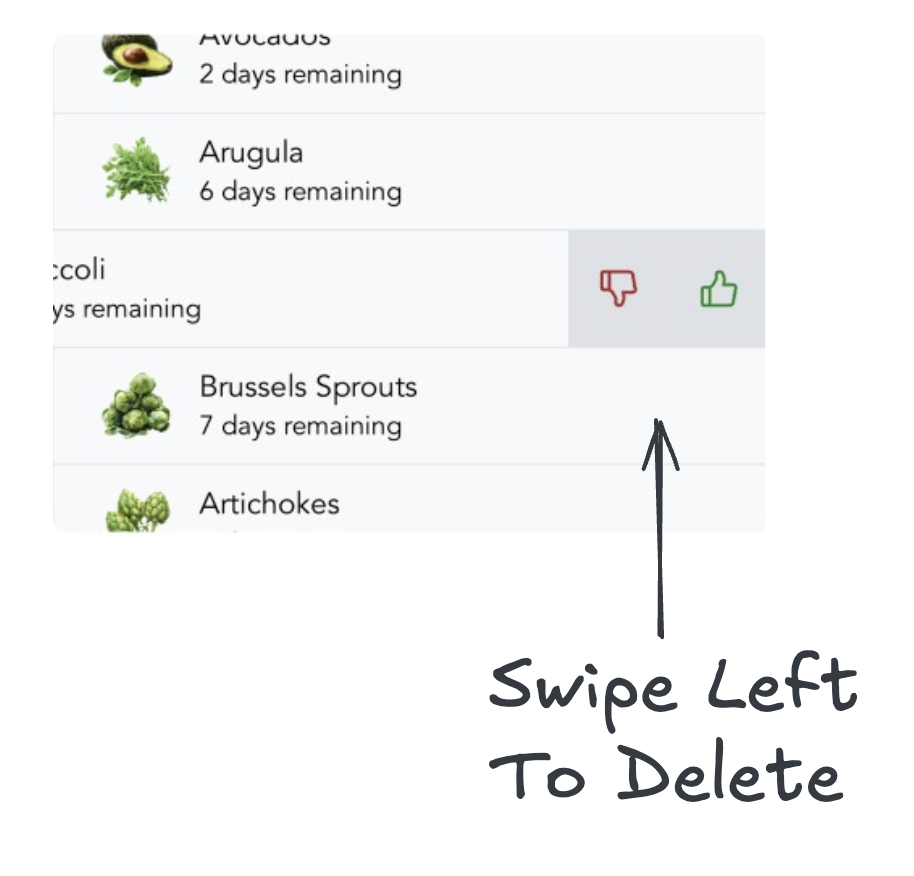 Avocados
2 days remaining
Arugula
6 days remaining
ccoli
ys remaining
Brussels Sprouts
7 days remaining
Artichokes
Swipe Left
To Delete